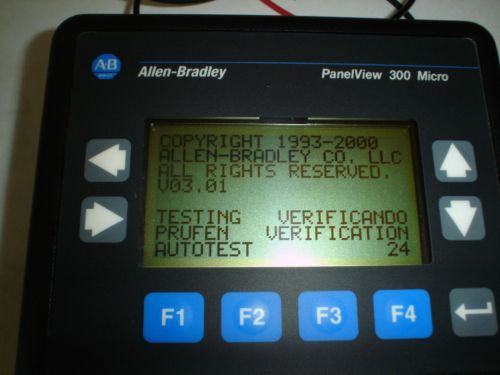 A-B
Allen-Bradley
PanelView 300 Micro
COPYRIGHT 1993-2000
ALLEN-BRADLEY CO, LLC
ALL RIGHTS RESERVED.
V03.01
TESTING VERIFICANDO
PRUFEN VERIFICATION
AUTOTEST 24
F1 F2 F3 F4